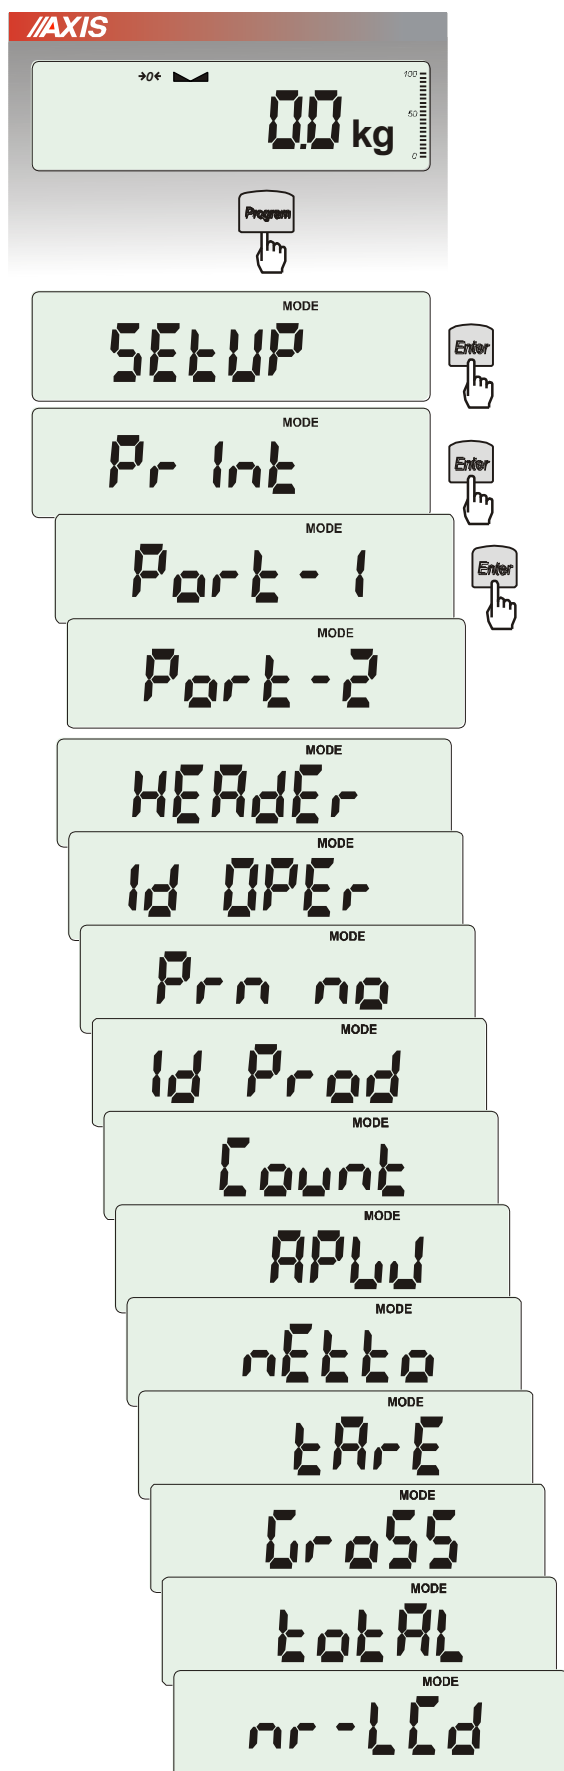 AXIS
→0← 100
50
0.0 kg
0
Program
MODE
SEtUP
Enter
MODE
PrInt
Enter
MODE
Port-1
Enter
MODE
Port-2
MODE
HEAdEr
MODE
Id OPEr
MODE
Prn no
MODE
Id Prod
MODE
Count
MODE
APW
MODE
nEtto
MODE
tArE
MODE
GroSS
MODE
totAL
MODE
nr-LCd